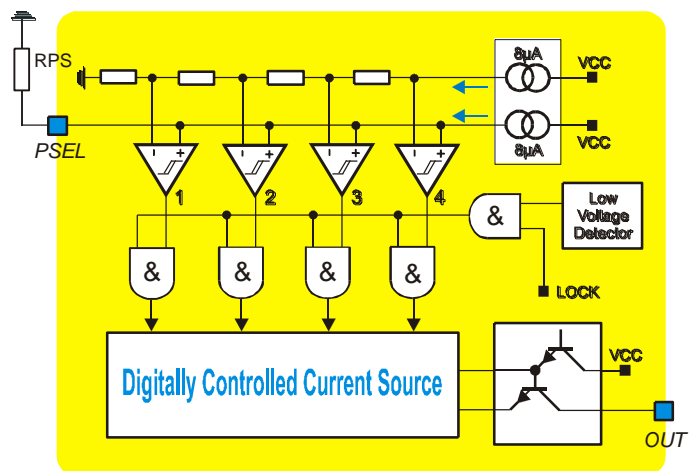 8µA
VCC
RPS
PSEL
8µA
VCC
- +
- +
- +
- +
1
2
3
4
&
Low
Voltage
Detector
&
&
&
&
LOCK
Digitally Controlled Current Source
VCC
OUT